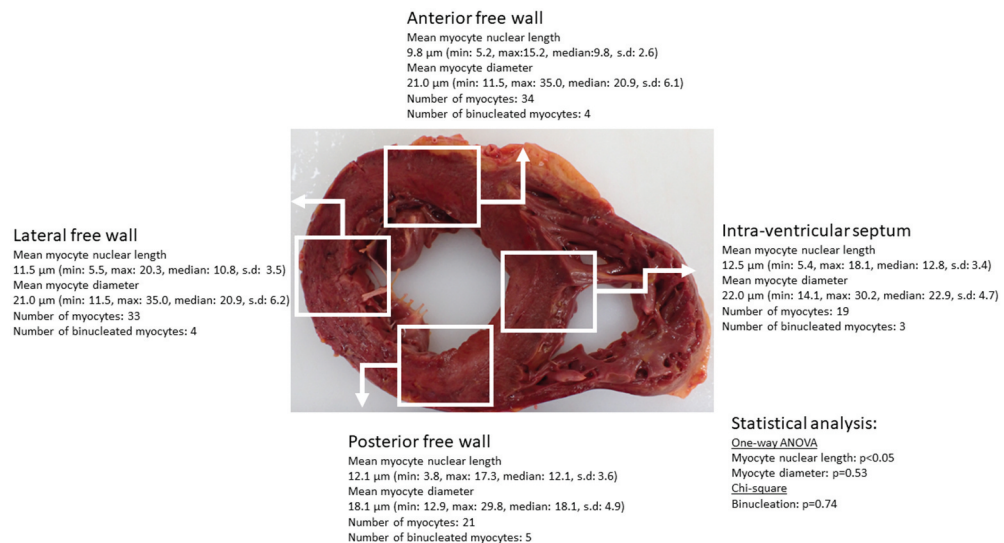 Anterior free wall
Mean myocyte nuclear length
9.8 µm (min: 5.2, max:15.2, median:9.8, s.d: 2.6)
Mean myocyte diameter
21.0 µm (min: 11.5, max: 35.0, median: 20.9, s.d: 6.1)
Number of myocytes: 34
Number of binucleated myocytes: 4
Lateral free wall
Mean myocyte nuclear length
11.5 µm (min: 5.5, max: 20.3, median: 10.8, s.d: 3.5)
Mean myocyte diameter
21.0 µm (min: 11.5, max: 35.0, median: 20.9, s.d: 6.2)
Number of myocytes: 33
Number of binucleated myocytes: 4
Intra-ventricular septum
Mean myocyte nuclear length
12.5 µm (min: 5.4, max: 18.1, median: 12.8, s.d: 3.4)
Mean myocyte diameter
22.0 µm (min: 14.1, max: 30.2, median: 22.9, s.d: 4.7)
Number of myocytes: 19
Number of binucleated myocytes: 3
Posterior free wall
Mean myocyte nuclear length
12.1 µm (min: 3.8, max: 17.3, median: 12.1, s.d: 3.6)
Mean myocyte diameter
18.1 µm (min: 12.9, max: 29.8, median: 18.1, s.d: 4.9)
Number of myocytes: 21
Number of binucleated myocytes: 5
Statistical analysis:
One-way ANOVA
Myocyte nuclear length: p<0.05
Myocyte diameter: p=0.53
Chi-square
Binucleation: p=0.74